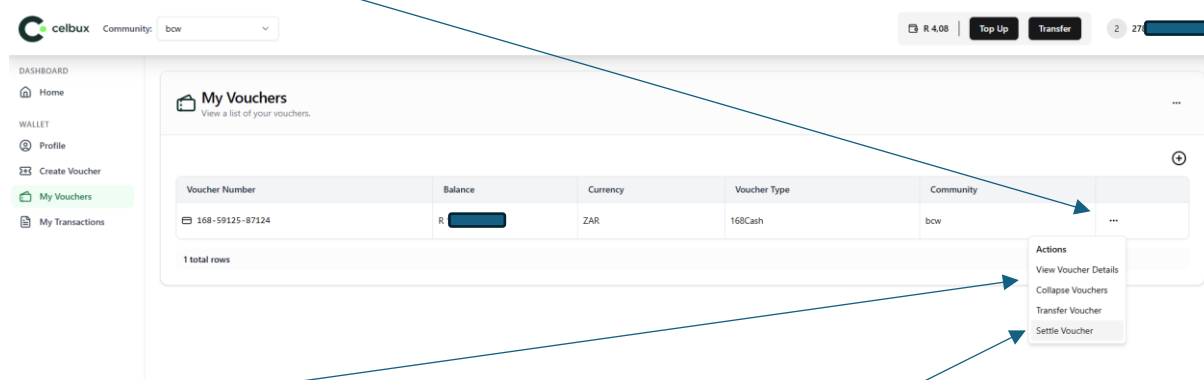 celbux Community: bcw R 4,08 Top Up Transfer 2 27
DASHBOARD
Home
WALLET
Profile
Create Voucher
My Vouchers
My Transactions
My Vouchers
View a list of your vouchers.
Voucher Number Balance Currency Voucher Type Community
168-59125-87124 R ZAR 168Cash bcw
1 total rows
Actions
View Voucher Details
Collapse Vouchers
Transfer Voucher
Settle Voucher